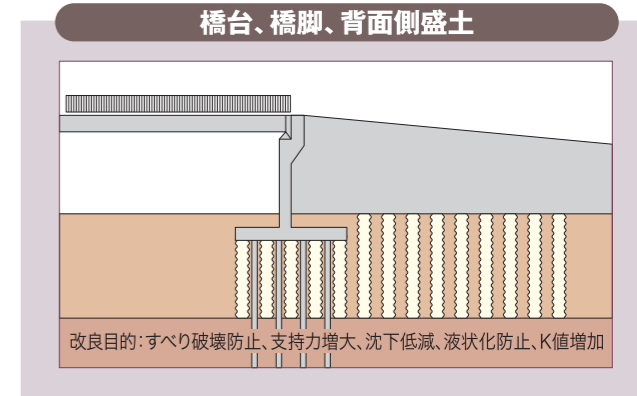 橋台、橋脚、背面側盛土
改良目的：すべり破壊防止、支持力増大、沈下低減、液状化防止、K値増加